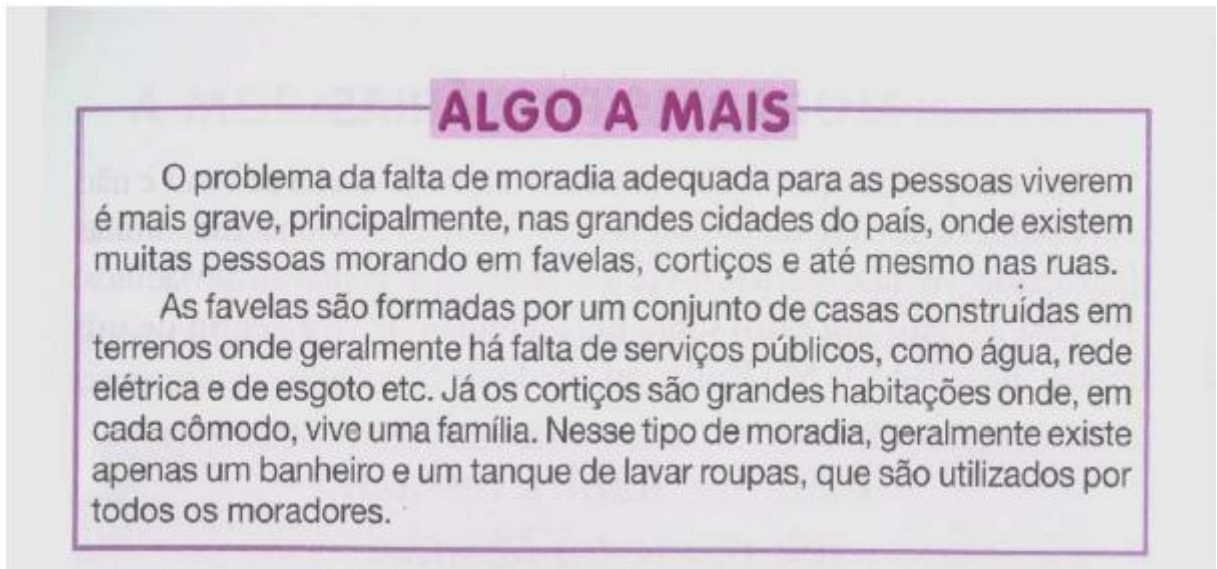 ALGO A MAIS
O problema da falta de moradia adequada para as pessoas viverem
é mais grave, principalmente, nas grandes cidades do país, onde existem
muitas pessoas morando em favelas, cortiços e até mesmo nas ruas.
As favelas são formadas por um conjunto de casas construídas em
terrenos onde geralmente há falta de serviços públicos, como água, rede
elétrica e de esgoto etc. Já os cortiços são grandes habitações onde, em
cada cômodo, vive uma família. Nesse tipo de moradia, geralmente existe
apenas um banheiro e um tanque de lavar roupas, que são utilizados por
todos os moradores.